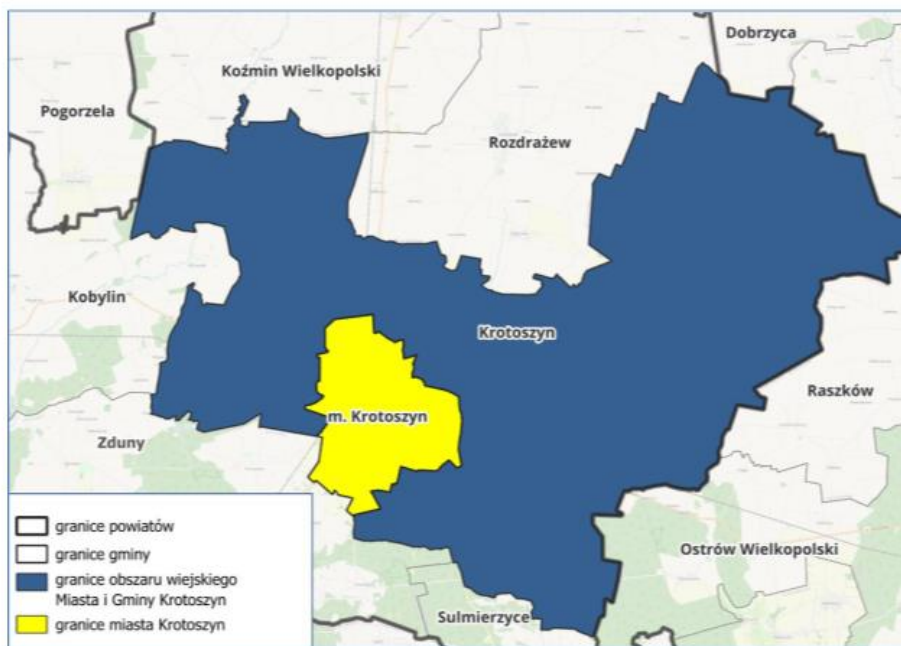 Dobrzyca
Koźmin Wielkopolski
Pogorzela
Rozdrażew
Kobylin
Krotoszyn
Raszków
m. Krotoszyn
Zduny
granice powiatów
granice gminy
Ostrów Wielkopolski
granice obszaru wiejskiego
Miasta i Gminy Krotoszyn
Sulmierzyce
granice miasta Krotoszyn